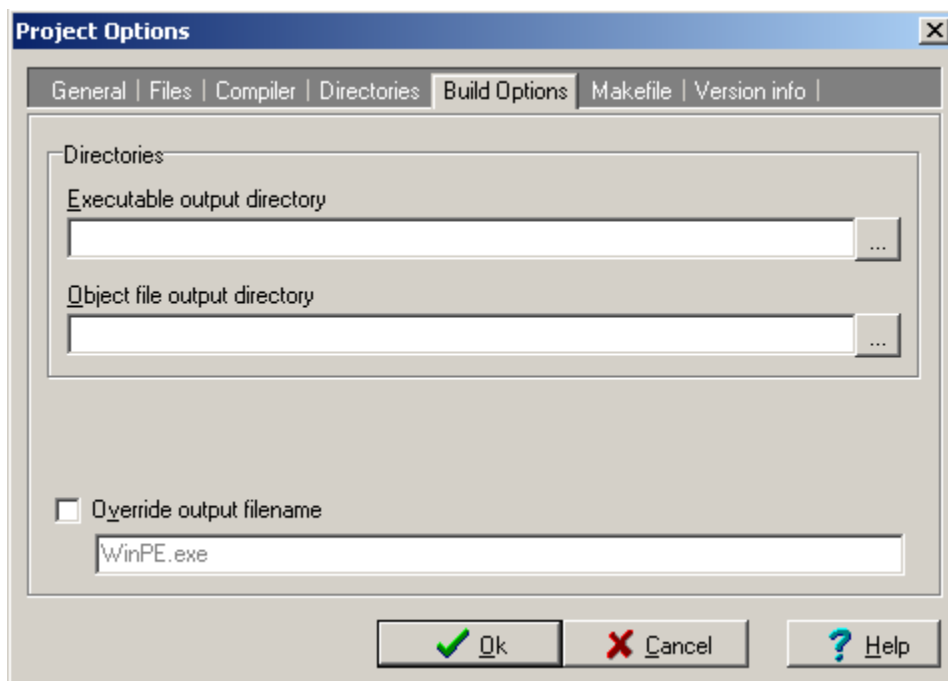 Project Options
General | Files | Compiler | Directories | Build Options | Makefile | Version info |
Directories
Executable output directory
...
Object file output directory
...
Override output filename
WinPE.exe
Ok Cancel Help